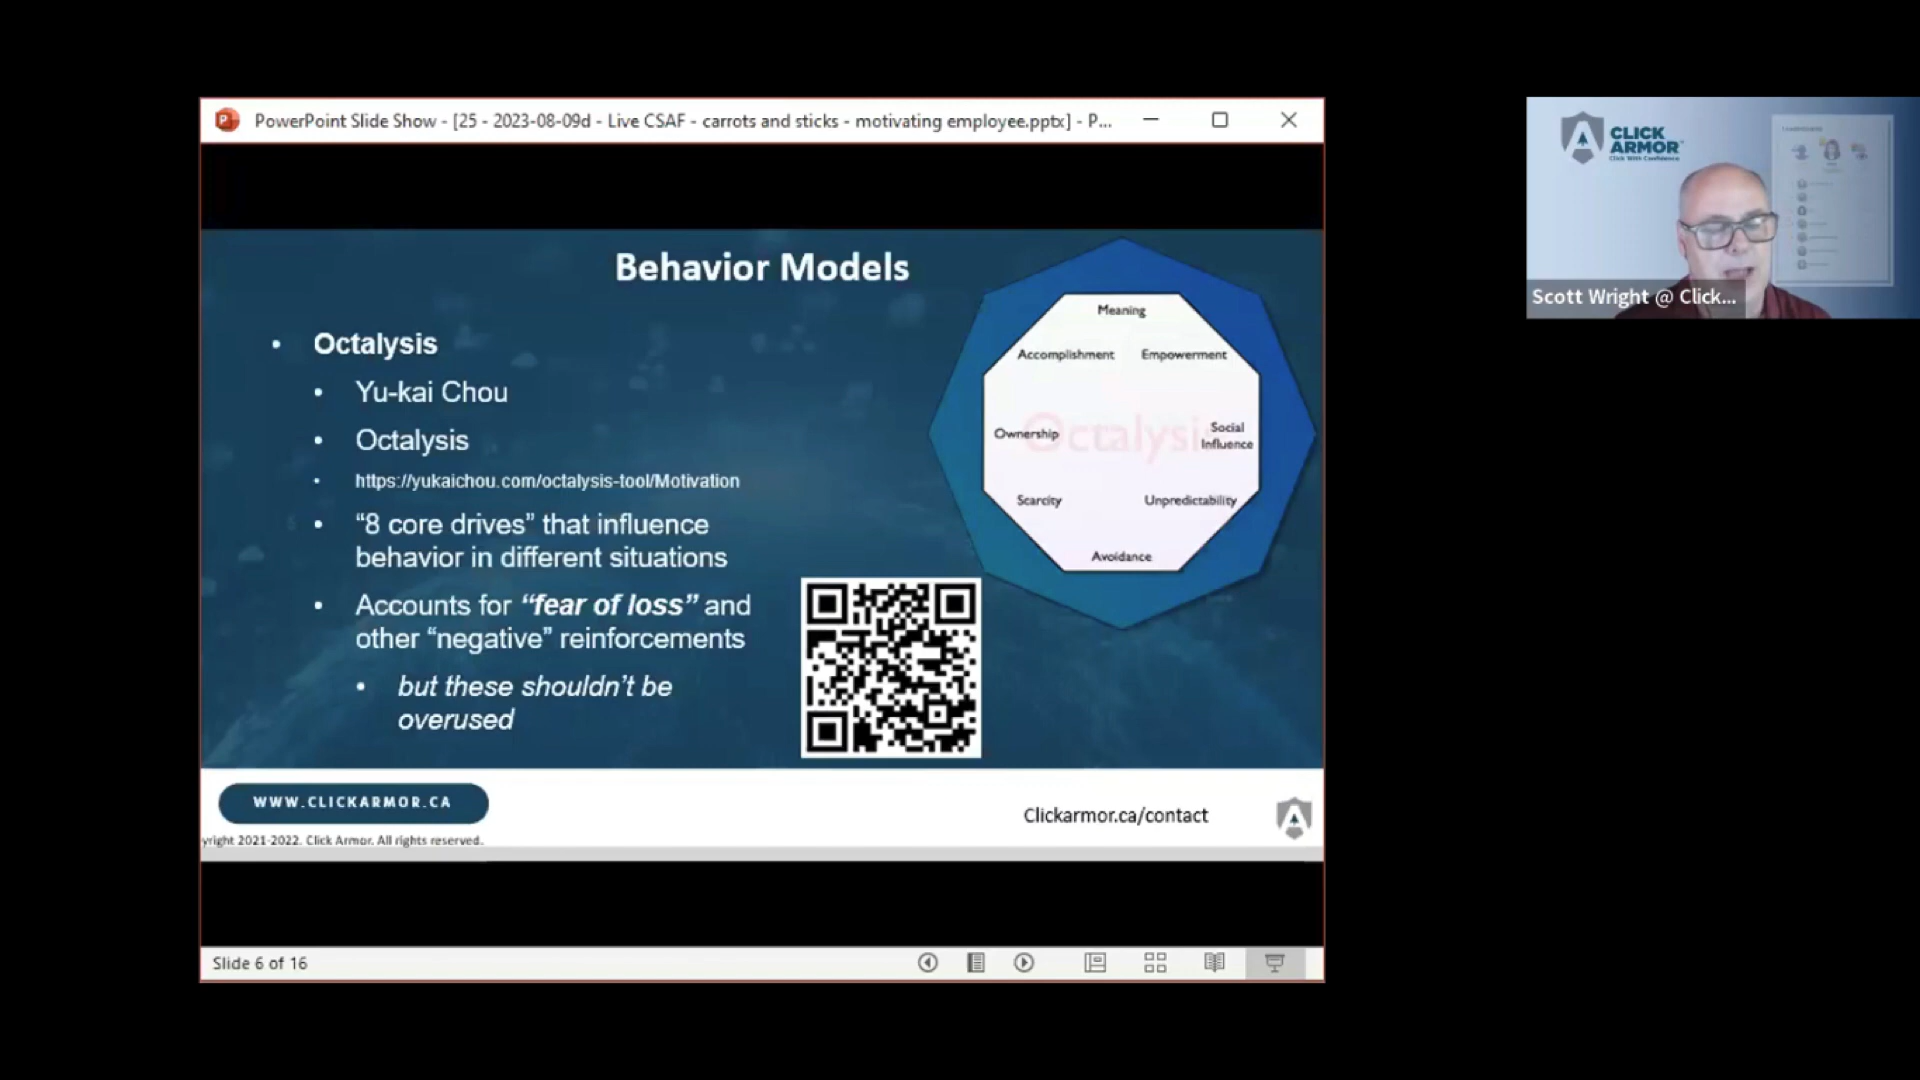 PowerPoint Slide Show - [25 - 2023-08-09d - Live CSAF - carrots and sticks - motivating employee.pptx] - P...
CLICK
ARMOR
Click With Confidence
Scott Wright @ Click...
Behavior Models
• Octalysis
• Yu-kai Chou
• Octalysis
• https://yukaichou.com/octalysis-tool/Motivation
• “8 core drives” that influence
behavior in different situations
• Accounts for “fear of loss” and
other “negative” reinforcements
• but these shouldn’t be
overused
Meaning
Accomplishment Empowerment
Octalysis
Ownership
Social
Influence
Scarcity Unpredictability
Avoidance
WWW.CLICKARMOR.CA
Clickarmor.ca/contact
yright 2021-2022. Click Armor. All rights reserved.
Slide 6 of 16